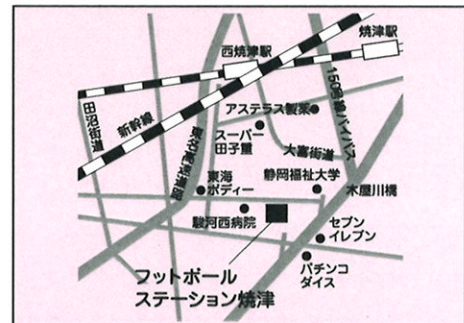 焼津駅
西焼津駅
田沼街道
新幹線
東名高速道路
アステラス製薬
スーパー
田子重
150号線バイパス
大富街道
東海
ボディー
静岡福祉大学
木屋川橋
駿河西病院
セブン
イレブン
パチンコ
ダイス
フットボール
ステーション焼津